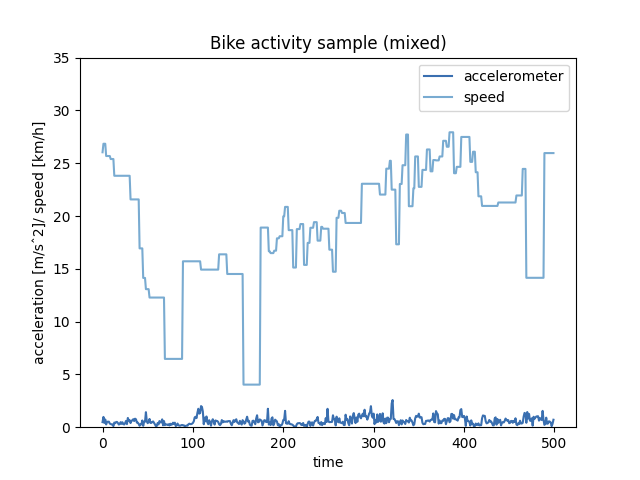 Bike activity sample (mixed)
accelerometer
speed
acceleration [m/s^2]/ speed [km/h]
35
30
25
20
15
10
5
0
0 100 200 300 400 500
time